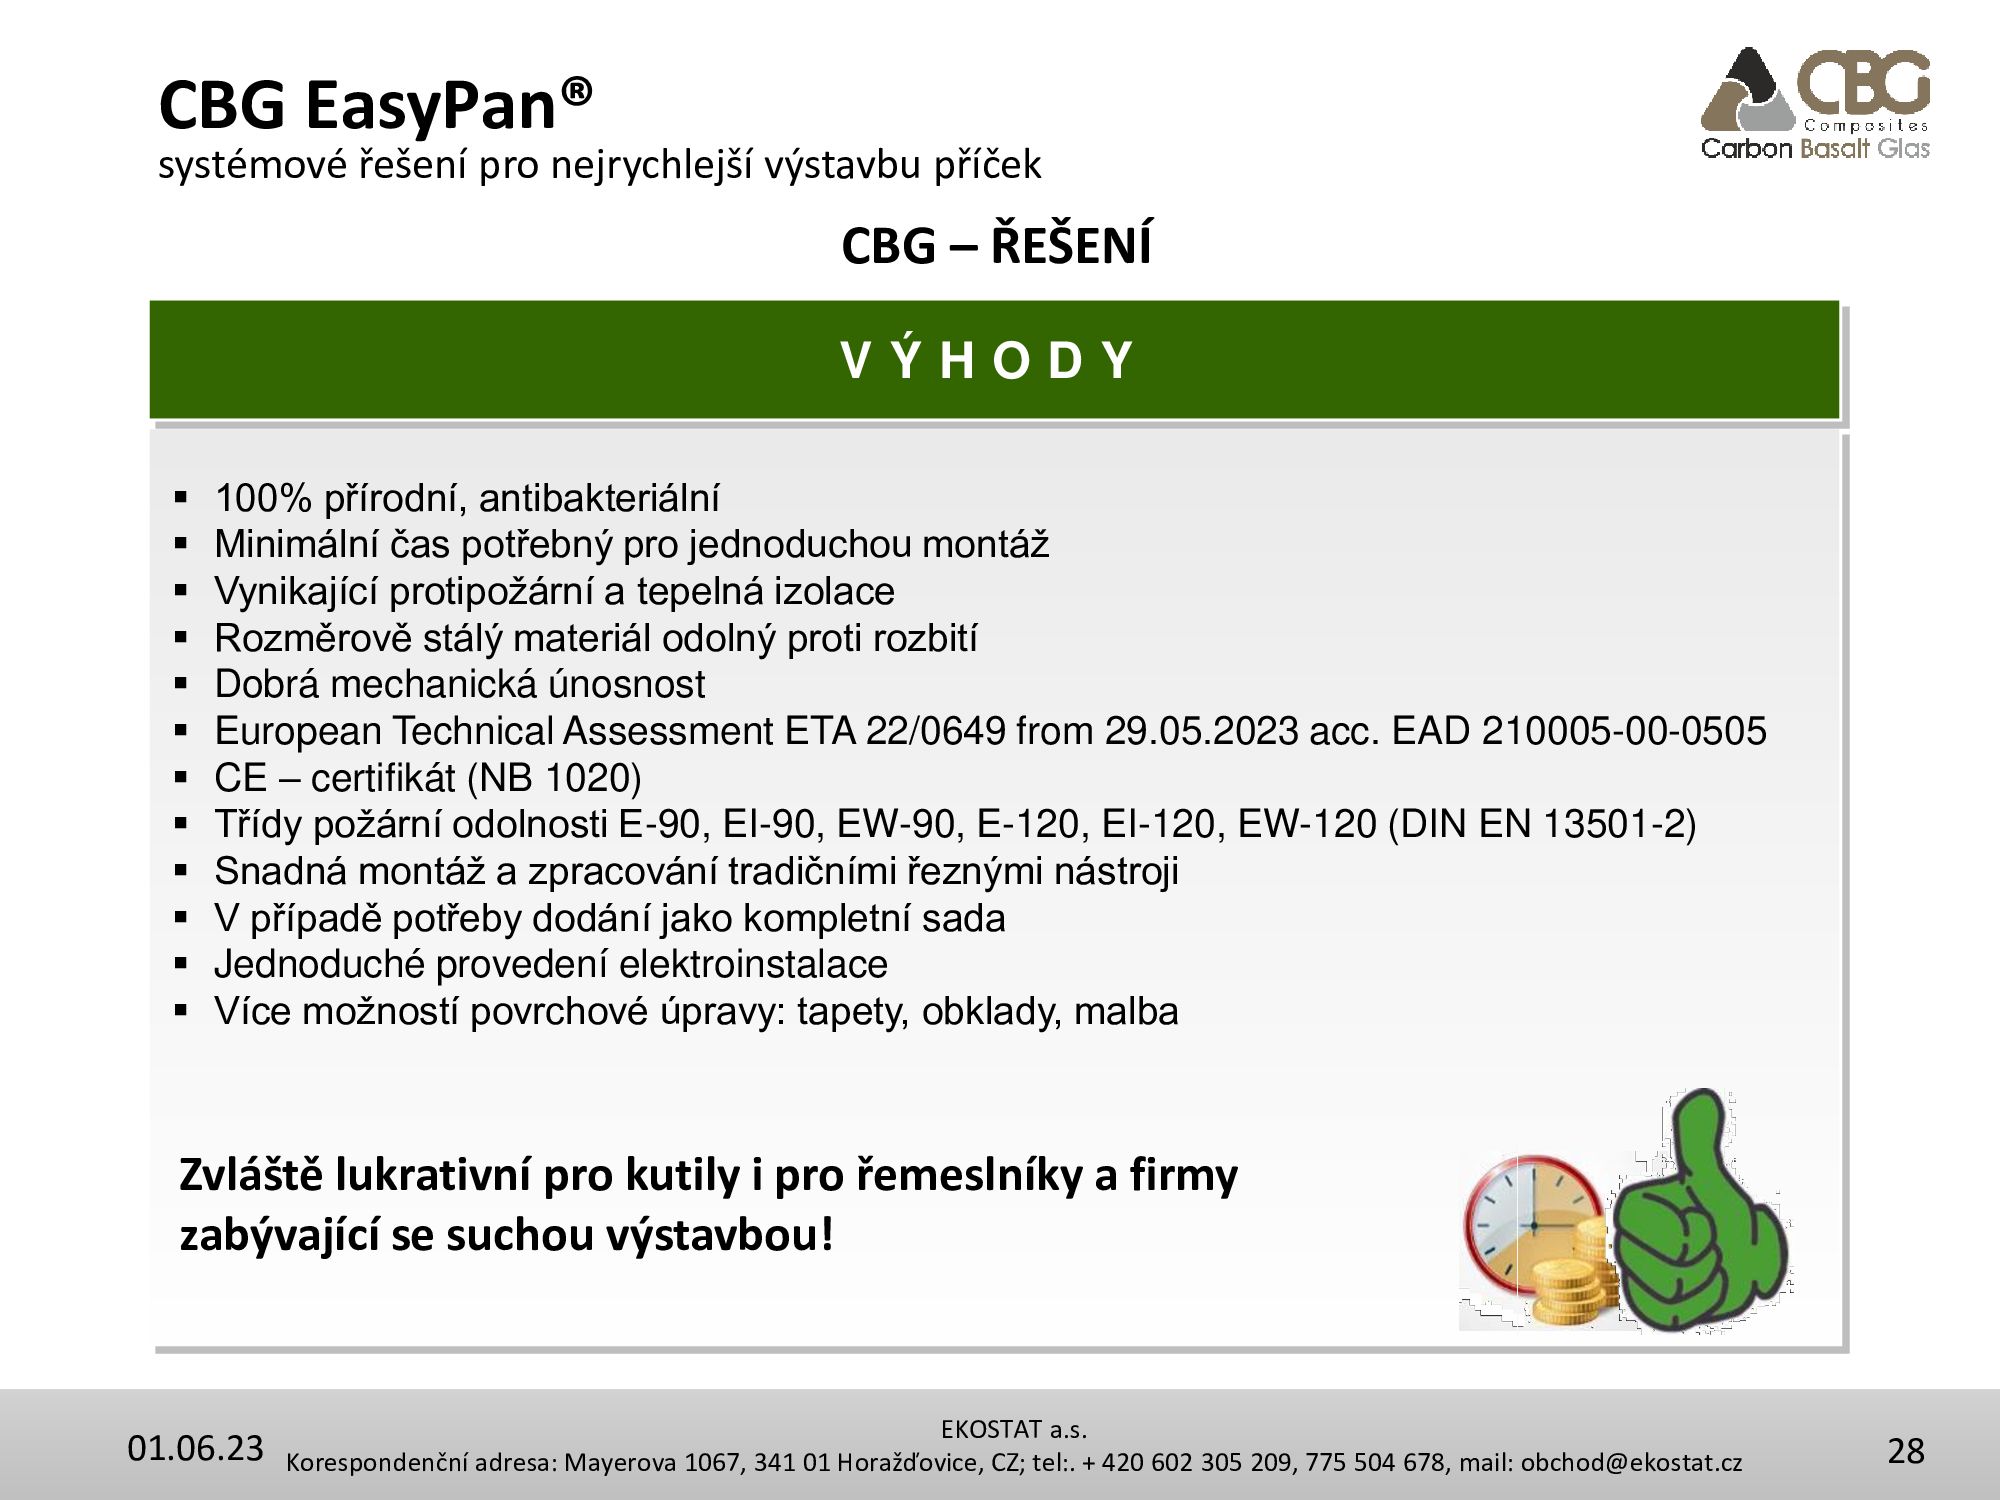 CBG EasyPan®
systémové řešení pro nejrychlejší výstavbu příček
CBG
Composites
Carbon Basalt Glas
CBG – ŘEŠENÍ
V Ý H O D Y
▪ 100% přírodní, antibakteriální
▪ Minimální čas potřebný pro jednoduchou montáž
▪ Vynikající protipožární a tepelná izolace
▪ Rozměrově stálý materiál odolný proti rozbití
▪ Dobrá mechanická únosnost
▪ European Technical Assessment ETA 22/0649 from 29.05.2023 acc. EAD 210005-00-0505
▪ CE – certifikát (NB 1020)
▪ Třídy požární odolnosti E-90, EI-90, EW-90, E-120, EI-120, EW-120 (DIN EN 13501-2)
▪ Snadná montáž a zpracování tradičními řeznými nástroji
▪ V případě potřeby dodání jako kompletní sada
▪ Jednoduché provedení elektroinstalace
▪ Více možností povrchové úpravy: tapety, obklady, malba
Zvláště lukrativní pro kutily i pro řemeslníky a firmy
zabývající se suchou výstavbou!
01.06.23
EKOSTAT a.s.
Korespondenční adresa: Mayerova 1067, 341 01 Horažďovice, CZ; tel:. + 420 602 305 209, 775 504 678, mail: obchod@ekostat.cz
28